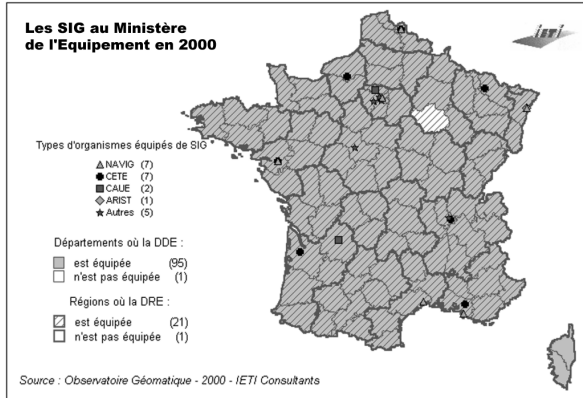 Les SIG au Ministère
de l'Equipement en 2000
IETI
Types d'organismes équipés de SIG
NAVIG (7)
CETE (7)
CAUE (2)
ARIST (1)
Autres (5)
Départements où la DDE :
est équipée (95)
n'est pas équipée (1)
Régions où la DRE :
est équipée (21)
n'est pas équipée (1)
Source : Observatoire Géomatique - 2000 - IETI Consultants